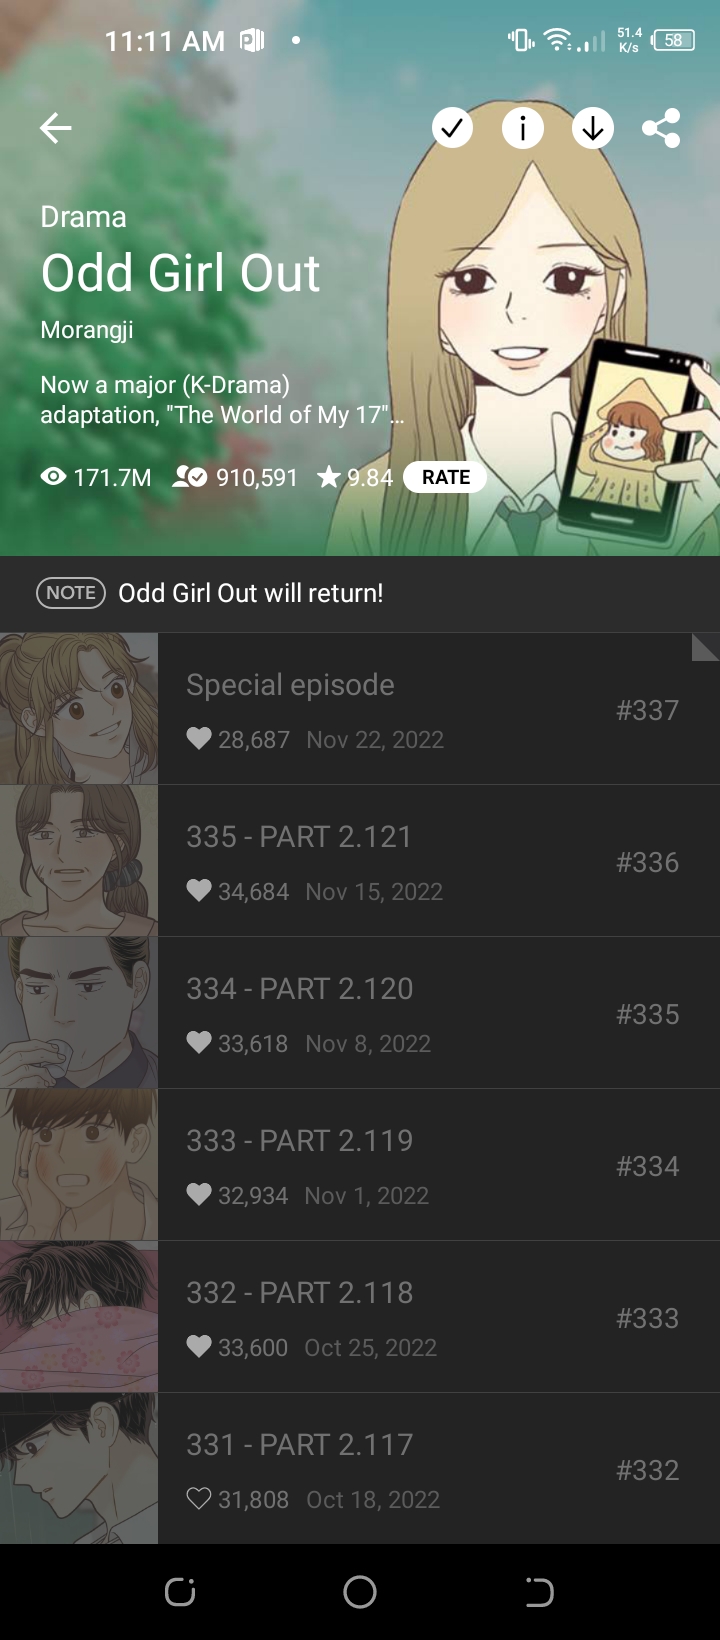 11:11 AM
51.4
K/s
58
Drama
Odd Girl Out
Morangji
Now a major (K-Drama)
adaptation, "The World of My 17"...
171.7M 910,591 9.84 RATE
NOTE Odd Girl Out will return!
Special episode
28,687 Nov 22, 2022
#337
335 - PART 2.121
34,684 Nov 15, 2022
#336
334 - PART 2.120
33,618 Nov 8, 2022
#335
333 - PART 2.119
32,934 Nov 1, 2022
#334
332 - PART 2.118
33,600 Oct 25, 2022
#333
331 - PART 2.117
31,808 Oct 18, 2022
#332